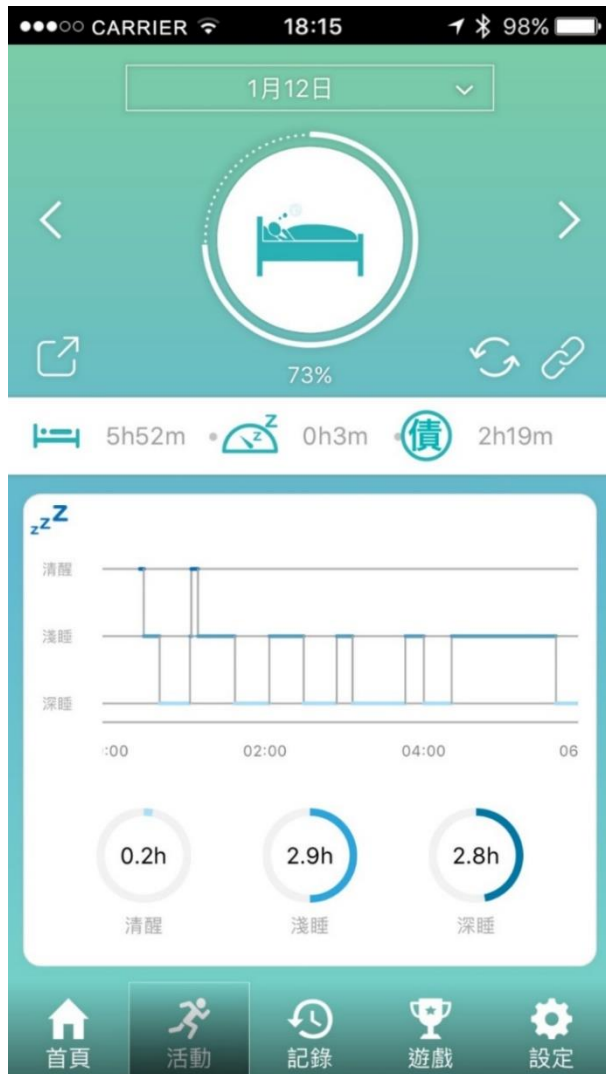 CARRIER 18:15 98%
1月12日
73%
5h52m 0h3m 債 2h19m
zzZ
清醒
淺睡
深睡
:00 02:00 04:00 06
0.2h 2.9h 2.8h
清醒 淺睡 深睡
首頁 活動 記錄 遊戲 設定